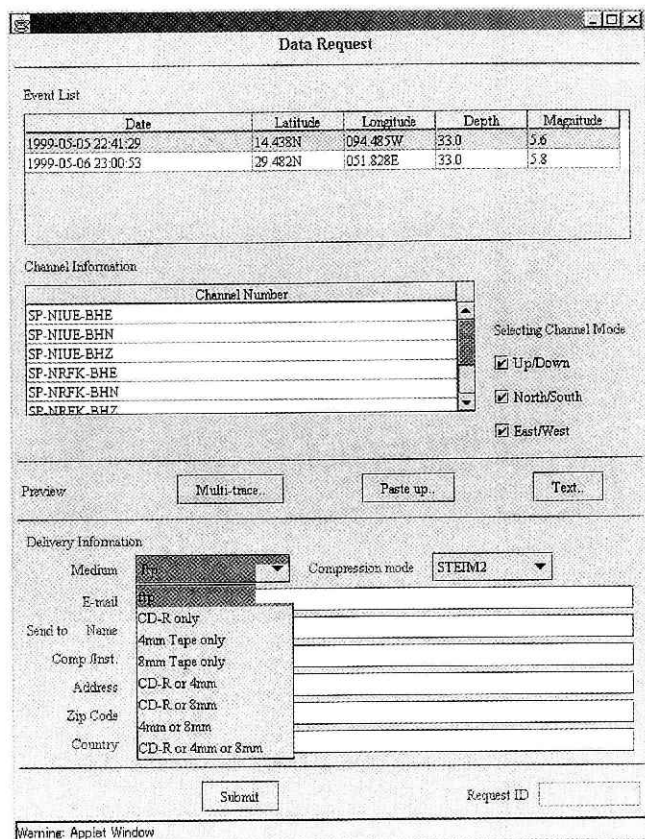 Data Request
Event List
Date Latitude Longitude Depth Magnitude
1999-05-05 22:41:29 14.438N 094.485W 33.0 5.6
1999-05-06 23:00:53 29.482N 051.828E 33.0 5.8
Channel Information
Channel Number
SP-NIUE-BHE
SP-NIUE-BHN
SP-NIUE-BHZ
SP-NRFK-BHE
SP-NRFK-BHN
SP-NRFK-BHZ
Selecting Channel Mode
Up/Down
North/South
East/West
Preview Multi-trace.. Paste up.. Text..
Delivery Information
Medium ftp Compression mode STEIM2
E-mail
Send to Name
Comp./Inst.
Address
Zip Code
Country
ftp
CD-R only
4mm Tape only
8mm Tape only
CD-R or 4mm
CD-R or 8mm
4mm or 8mm
CD-R or 4mm or 8mm
Submit Request ID
Warning: Applet Window